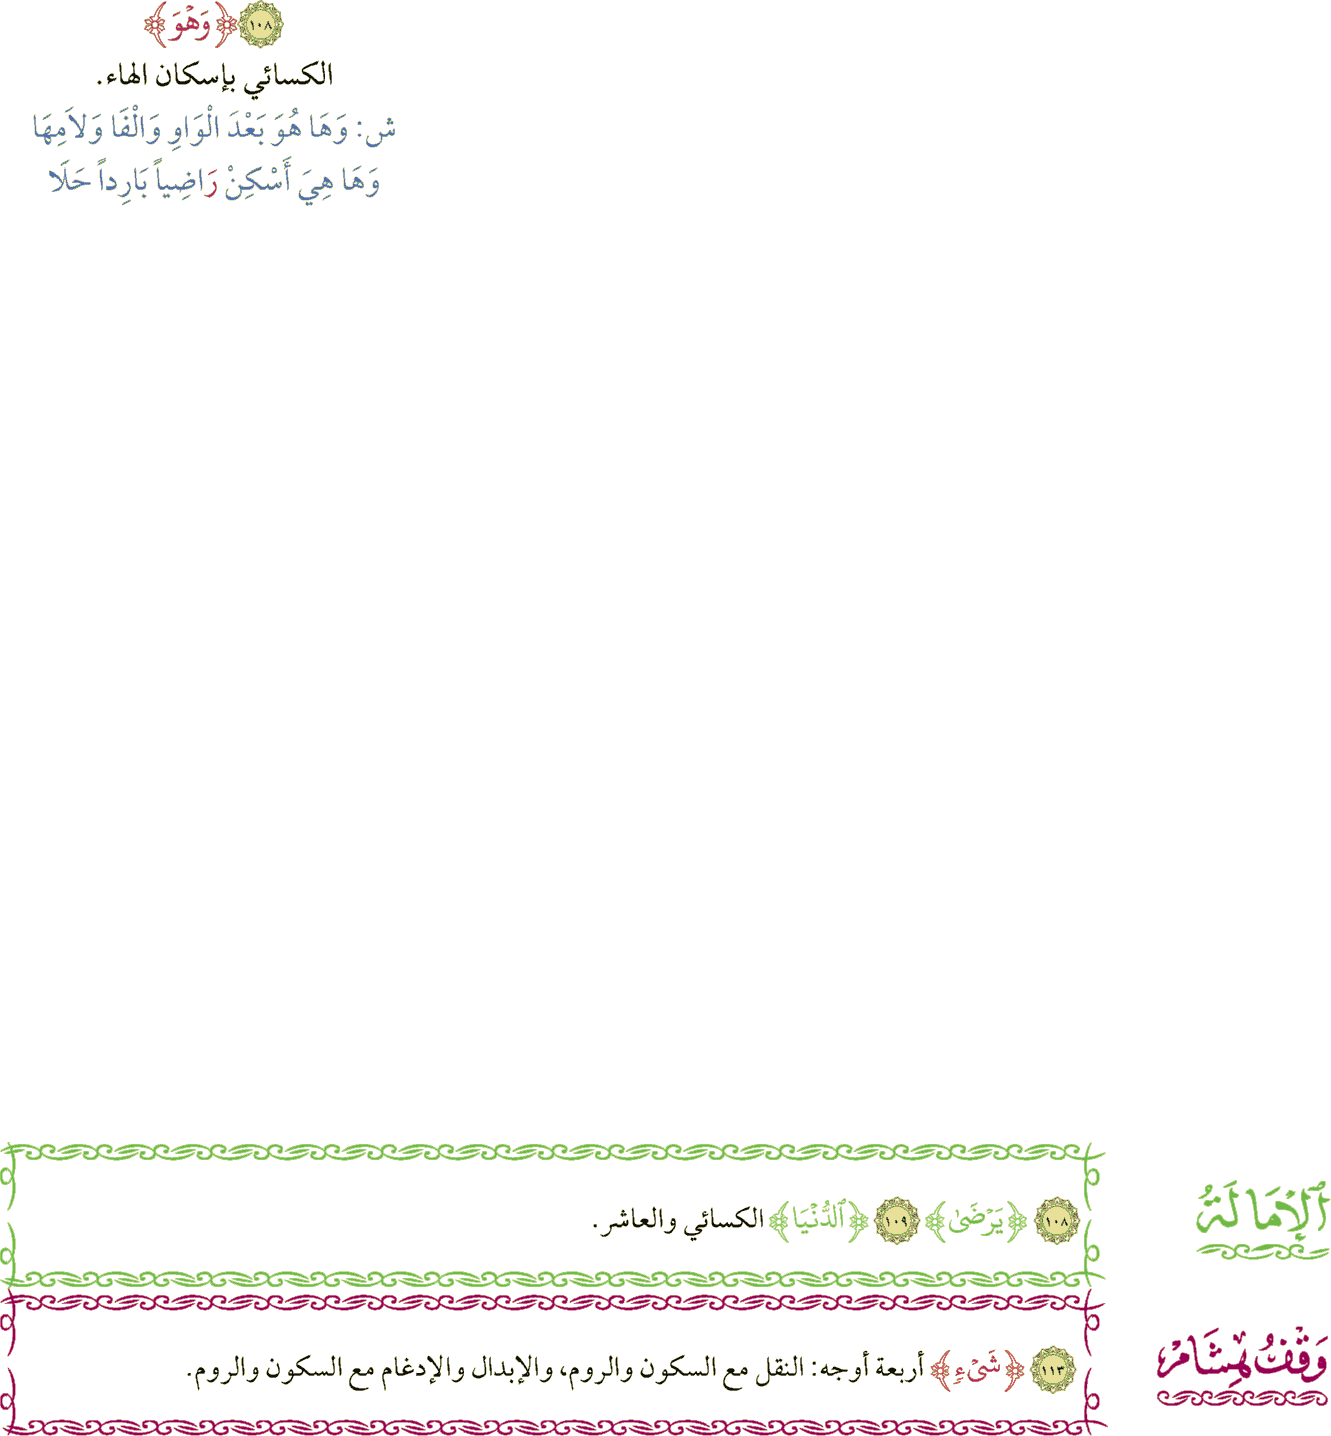 ١٠٨ ﴿وَهْوَ﴾
الكسائي بإسكان الهاء.
ش: وَهَا هُوَ بَعْدَ الْوَاوِ وَالْفَا وَلاَمِهَا
وَهَا هِيَ أَسْكِنْ رَاضِياً بَارِداً حَلَا
ٱلْإِمَالَةُ
١٠٨ ﴿يَرْضَىٰ﴾ ١٠٩ ﴿ٱلدُّنْيَا﴾ الكسائي والعاشر.
وَقْفُ هِشَامْ
١١٣ ﴿شَىْءٍ﴾ أربعة أوجه: النقل مع السكون والروم، والإبدال والإدغام مع السكون والروم.